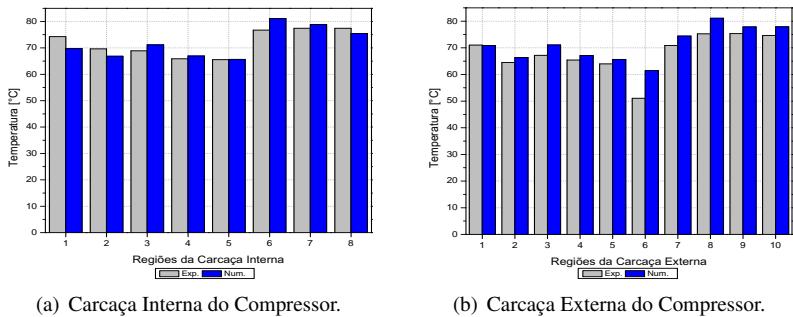 80
70
60
50
40
30
20
10
0
Temperatura [°C]
1 2 3 4 5 6 7 8
Regiões da Carcaça Interna
Exp. Num.
(a) Carcaça Interna do Compressor.
80
70
60
50
40
30
20
10
0
Temperatura [°C]
1 2 3 4 5 6 7 8 9 10
Regiões da Carcaça Externa
Exp. Num.
(b) Carcaça Externa do Compressor.